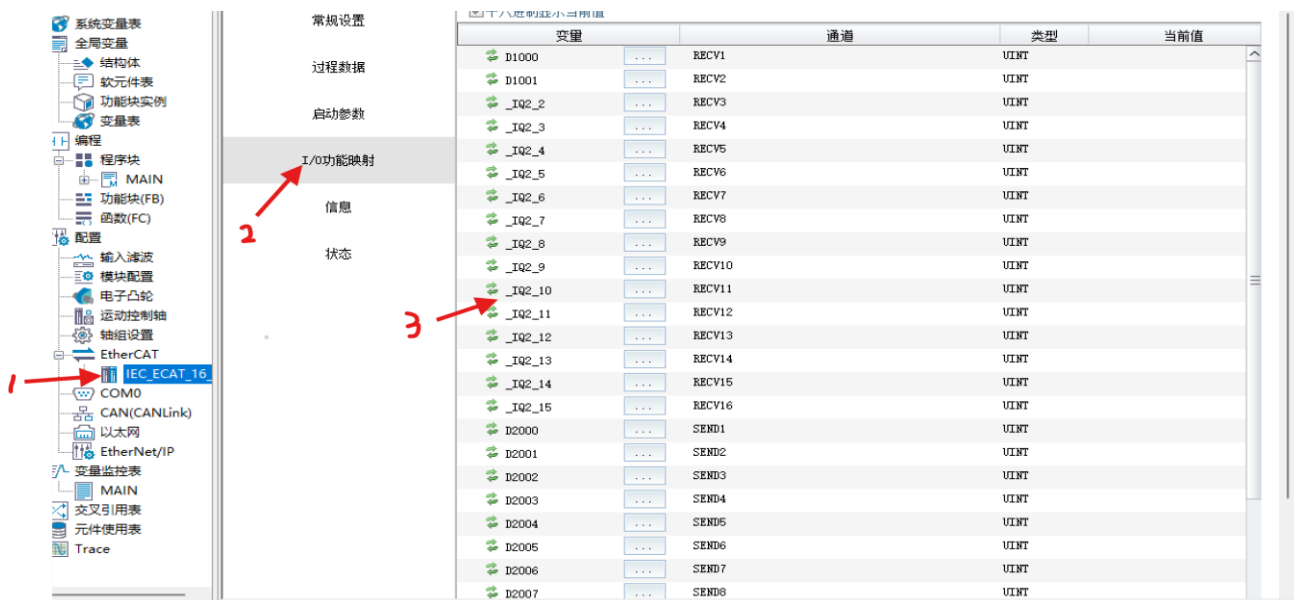 系统变量表
全局变量
结构体
软元件表
功能块实例
变量表
编程
程序块
MAIN
功能块(FB)
函数(FC)
配置
输入滤波
模块配置
电子凸轮
运动控制轴
轴组设置
EtherCAT
1
IEC_ECAT_16_
COM0
CAN(CANLink)
以太网
EtherNet/IP
变量监控表
MAIN
交叉引用表
元件使用表
Trace
常规设置
过程数据
启动参数
I/O功能映射
2
信息
状态
3
十六进制显示当前值
变量 通道 类型 当前值
D1000 ... RECV1 UINT
D1001 ... RECV2 UINT
_IQ2_2 ... RECV3 UINT
_IQ2_3 ... RECV4 UINT
_IQ2_4 ... RECV5 UINT
_IQ2_5 ... RECV6 UINT
_IQ2_6 ... RECV7 UINT
_IQ2_7 ... RECV8 UINT
_IQ2_8 ... RECV9 UINT
_IQ2_9 ... RECV10 UINT
_IQ2_10 ... RECV11 UINT
_IQ2_11 ... RECV12 UINT
_IQ2_12 ... RECV13 UINT
_IQ2_13 ... RECV14 UINT
_IQ2_14 ... RECV15 UINT
_IQ2_15 ... RECV16 UINT
D2000 ... SEND1 UINT
D2001 ... SEND2 UINT
D2002 ... SEND3 UINT
D2003 ... SEND4 UINT
D2004 ... SEND5 UINT
D2005 ... SEND6 UINT
D2006 ... SEND7 UINT
D2007 ... SEND8 UINT